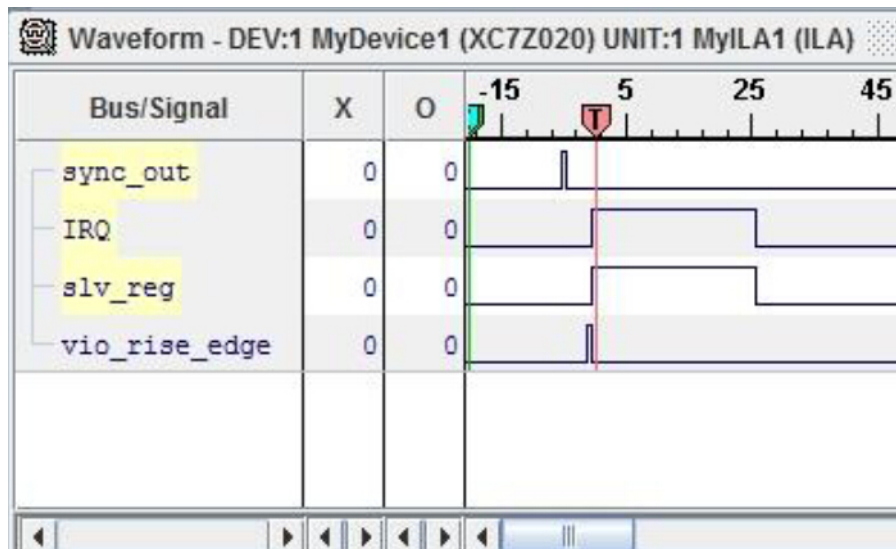 Waveform - DEV:1 MyDevice1 (XC7Z020) UNIT:1 MyILA1 (ILA)
Bus/Signal X O -15 5 25 45
T
sync_out 0 0
IRQ 0 0
slv_reg 0 0
vio_rise_edge 0 0